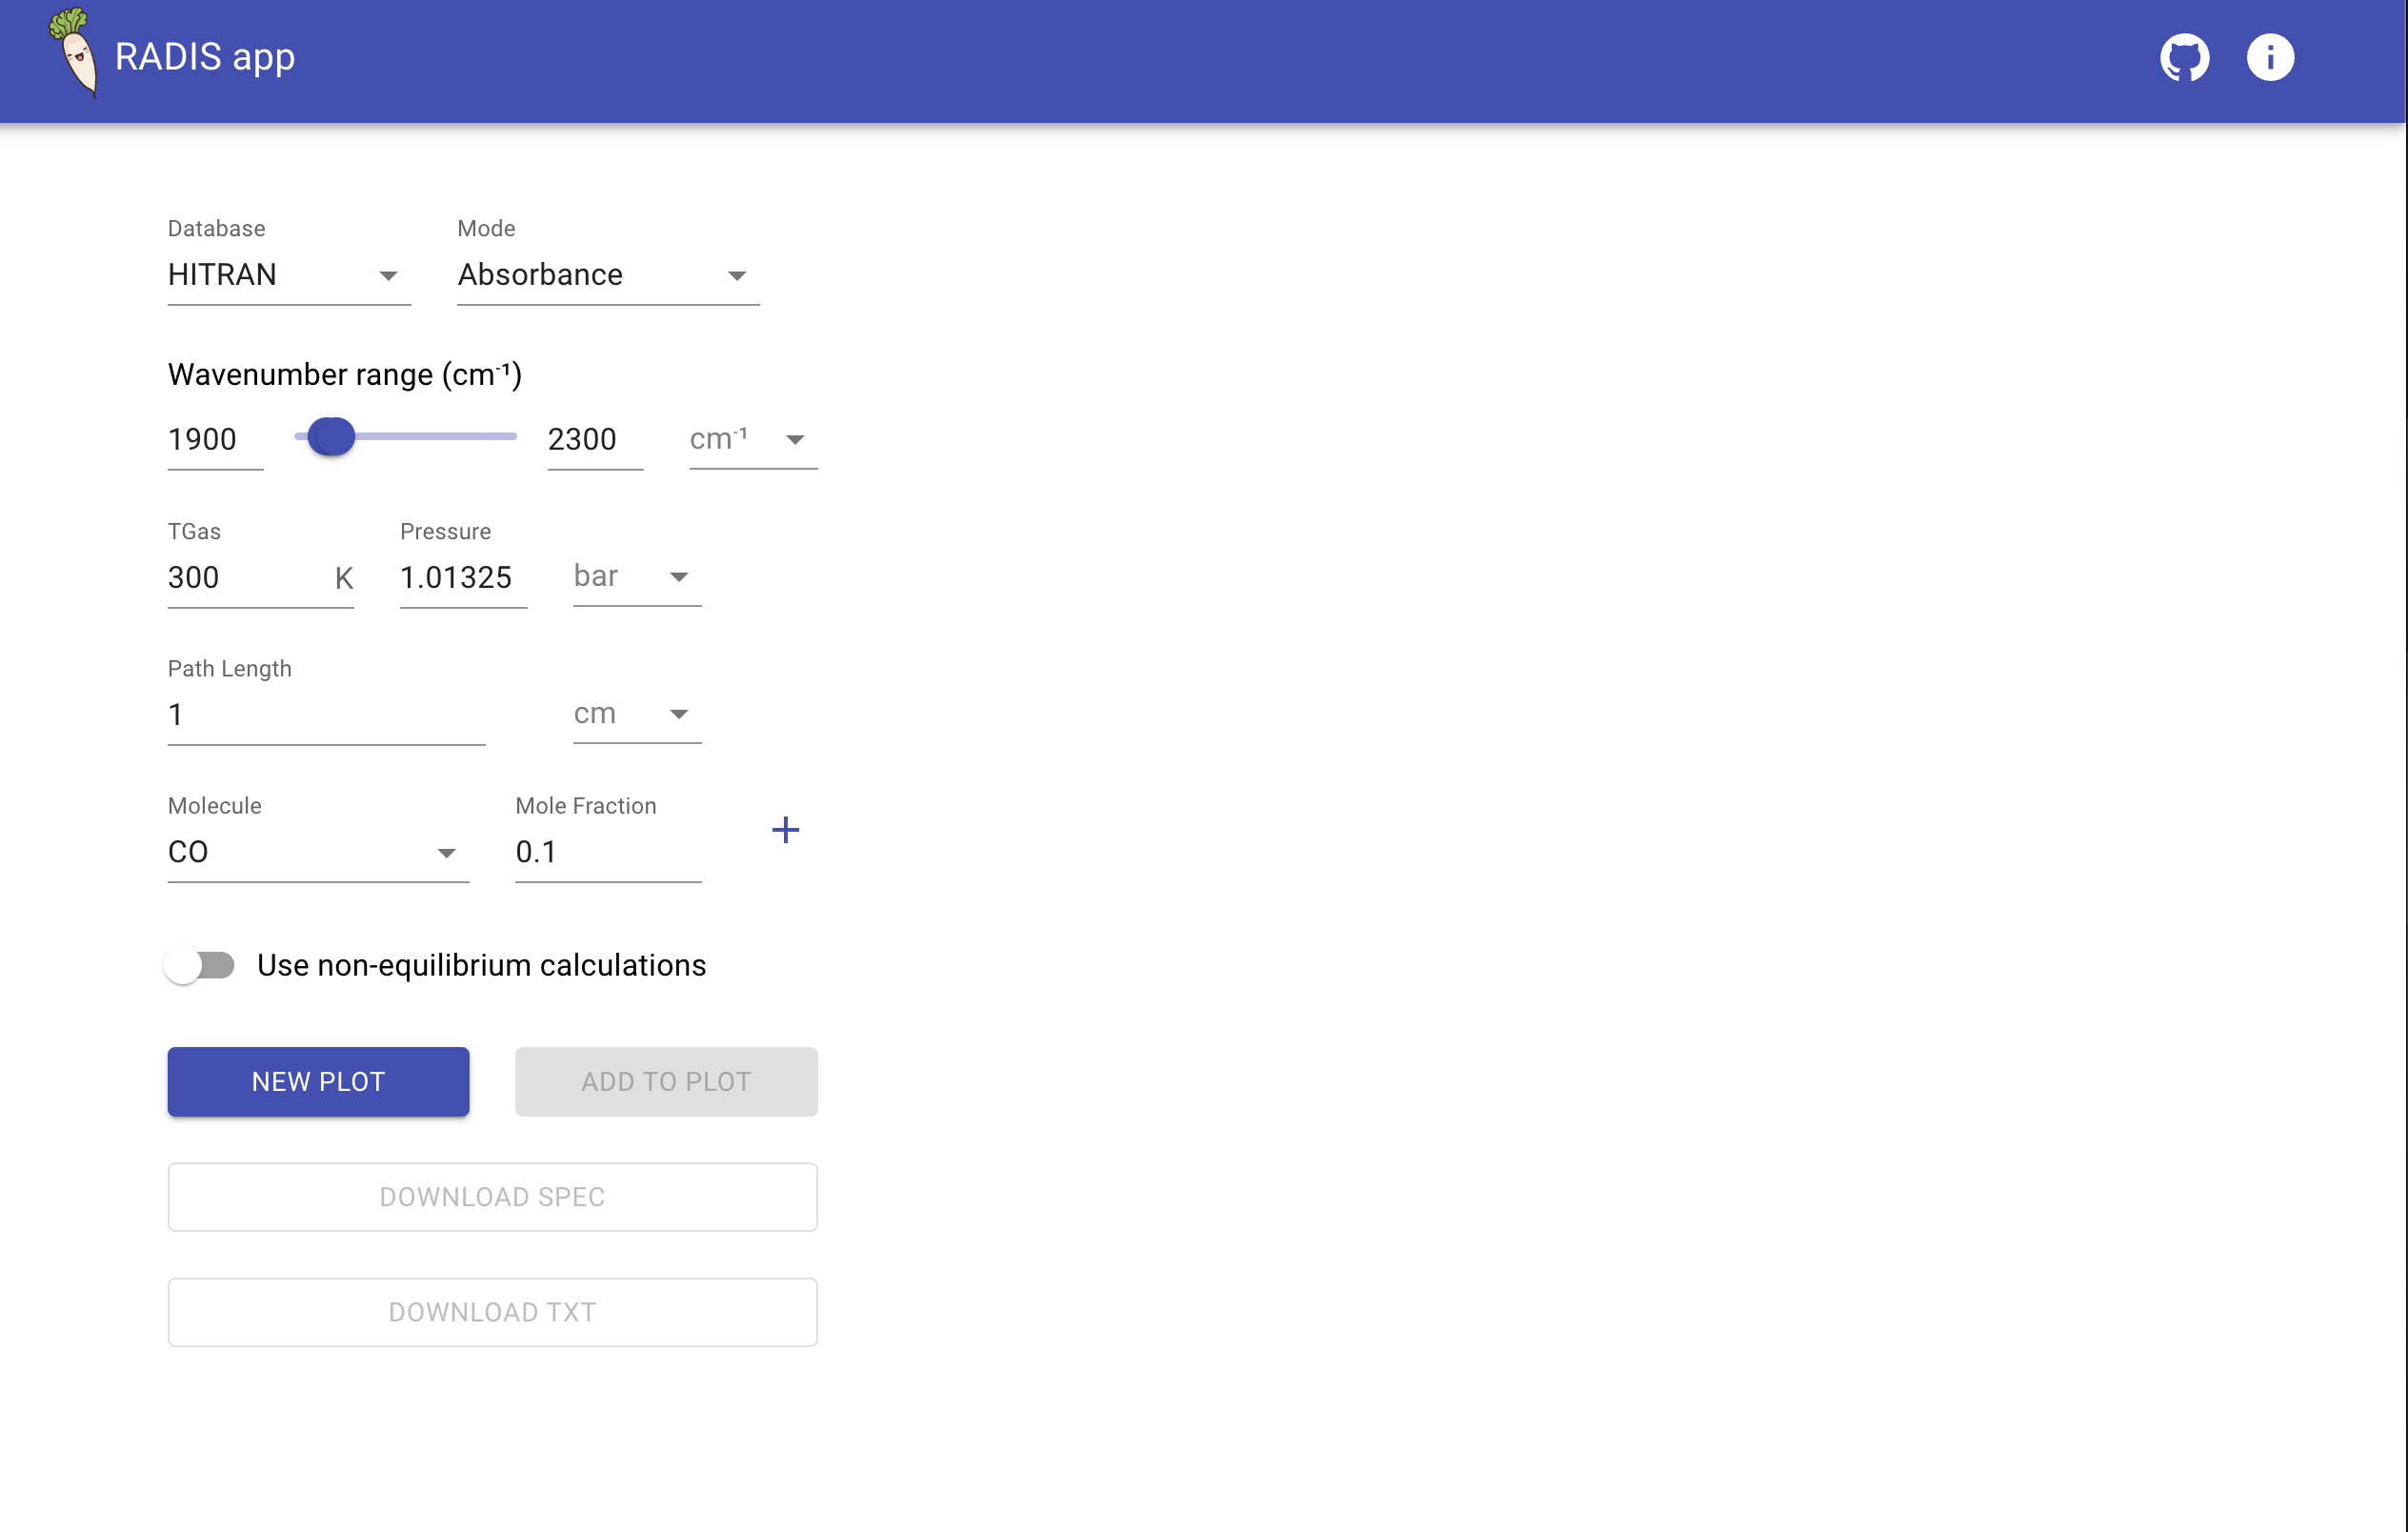 RADIS app
Database Mode
HITRAN Absorbance
Wavenumber range (cm⁻¹)
1900 2300 cm⁻¹
TGas Pressure
300 K 1.01325 bar
Path Length
1 cm
Molecule Mole Fraction
CO 0.1 +
Use non-equilibrium calculations
NEW PLOT ADD TO PLOT
DOWNLOAD SPEC
DOWNLOAD TXT